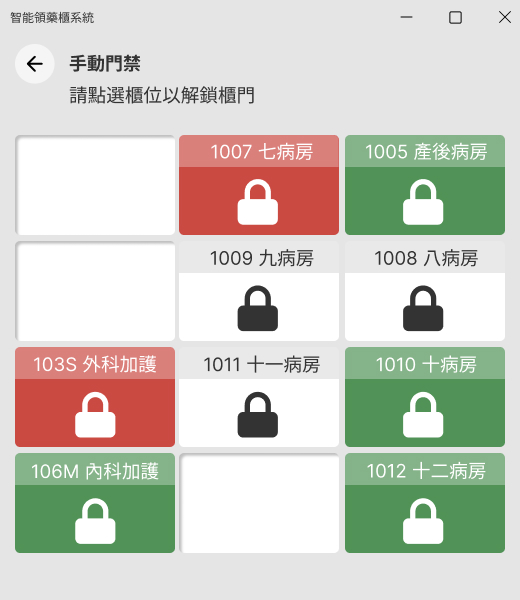 智能領藥櫃系統
手動門禁
請點選櫃位以解鎖櫃門
1007 七病房
1005 產後病房
1009 九病房
1008 八病房
103S 外科加護
1011 十一病房
1010 十病房
106M 內科加護
1012 十二病房